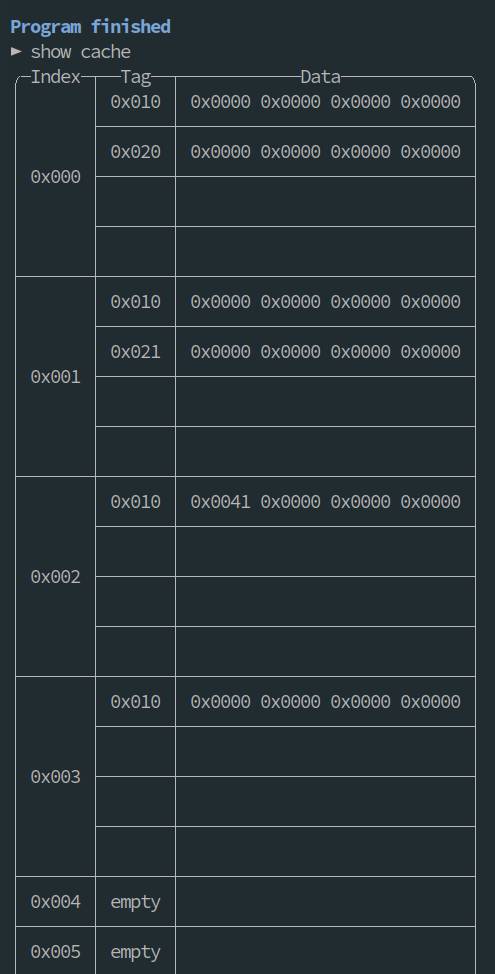 Program finished
► show cache
Index Tag Data
0x010 0x0000 0x0000 0x0000 0x0000
0x020 0x0000 0x0000 0x0000 0x0000
0x000
0x010 0x0000 0x0000 0x0000 0x0000
0x021 0x0000 0x0000 0x0000 0x0000
0x001
0x010 0x0041 0x0000 0x0000 0x0000
0x002
0x010 0x0000 0x0000 0x0000 0x0000
0x003
0x004 empty
0x005 empty